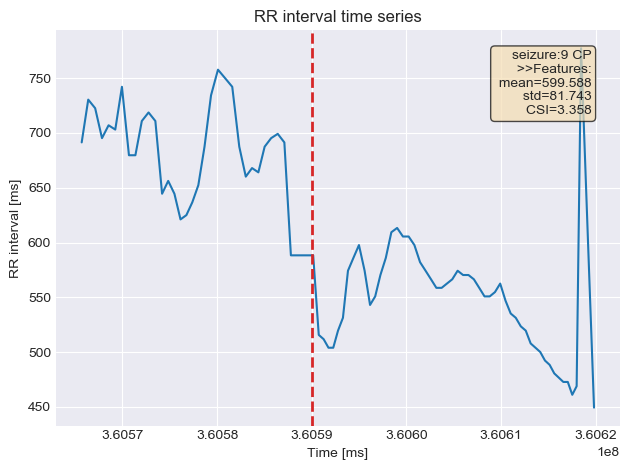 RR interval time series
seizure:9 CP
>>Features:
mean=599.588
std=81.743
CSI=3.358
750
700
650
600
550
500
450
RR interval [ms]
3.6057
3.6058
3.6059
3.6060
3.6061
3.6062
1e8
Time [ms]